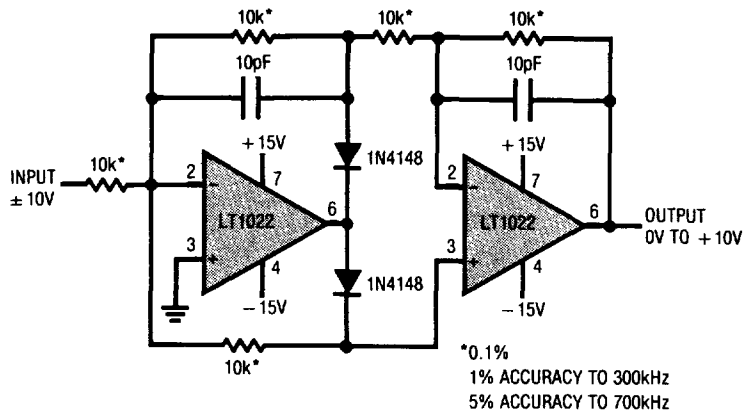 10k*
10k*
10k*
10pF
10pF
+15V
1N4148
+15V
INPUT
± 10V
10k*
2
-
7
2
-
7
LT1022
6
LT1022
6
OUTPUT
0V TO +10V
3
+
4
1N4148
3
+
4
-15V
-15V
10k*
*0.1%
1% ACCURACY TO 300kHz
5% ACCURACY TO 700kHz